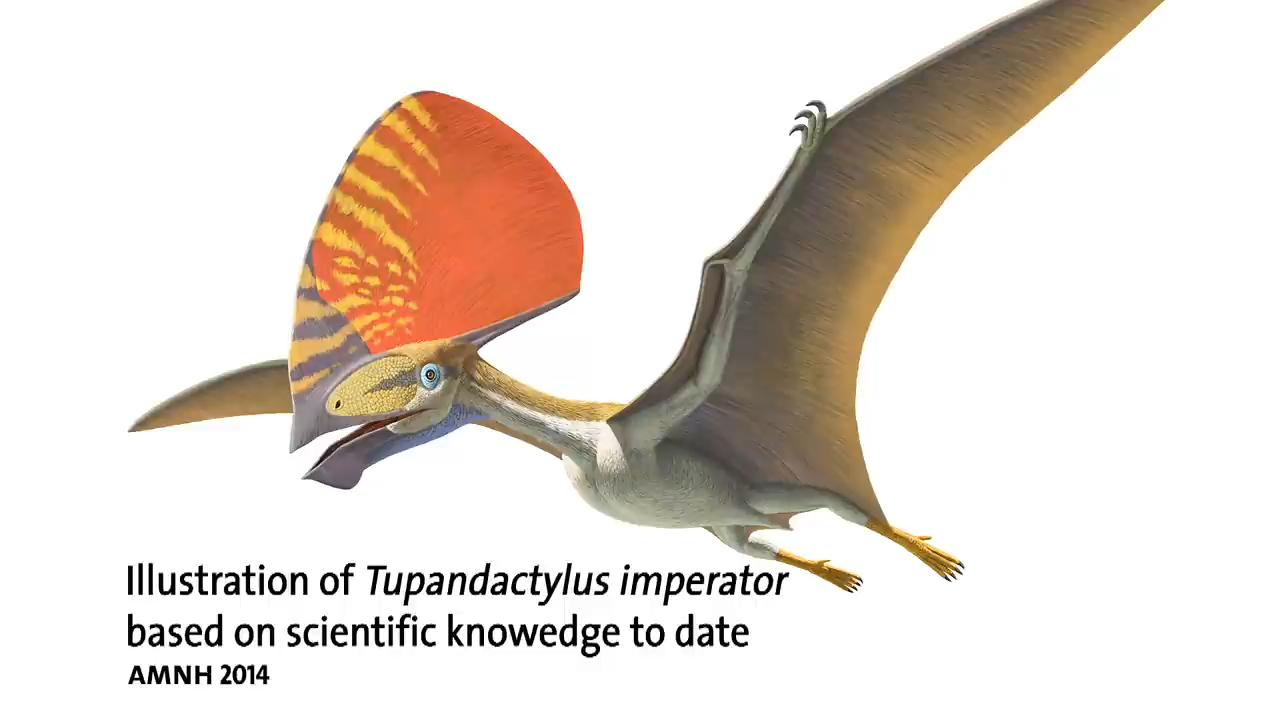 Illustration of Tupandactylus imperator
based on scientific knowedge to date
AMNH 2014